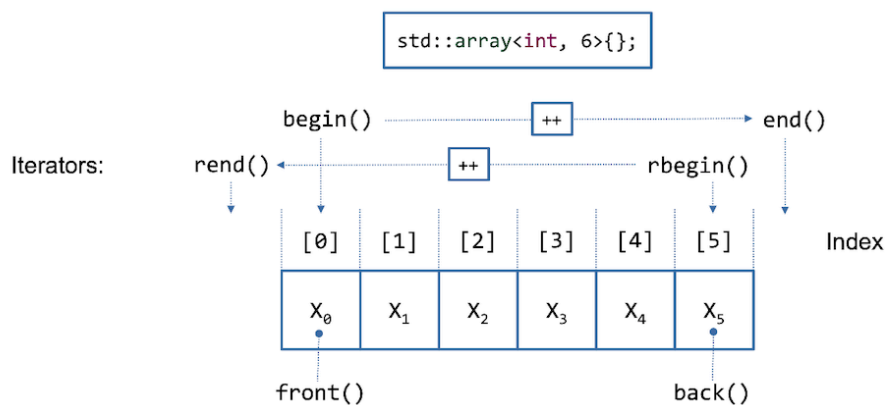 std::array<int, 6>{};
begin() ++ end()
Iterators: rend() ++ rbegin()
[0] [1] [2] [3] [4] [5] Index
X₀ X₁ X₂ X₃ X₄ X₅
front() back()